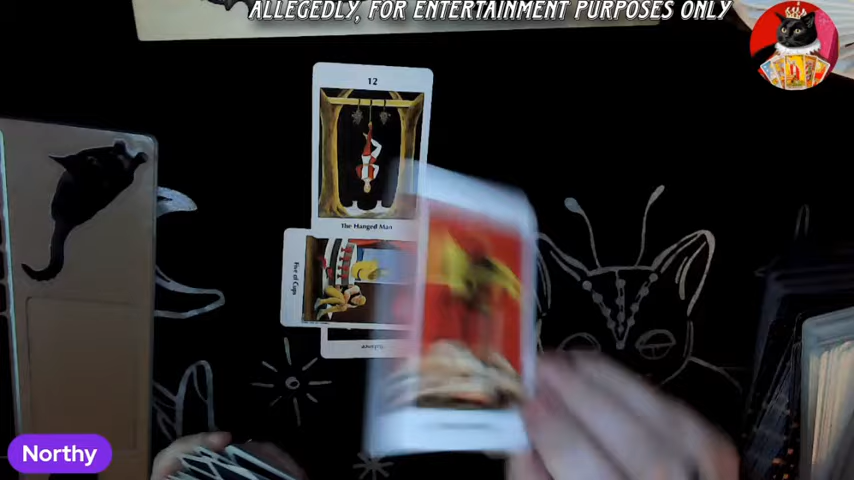 ALLEGEDLY, FOR ENTERTAINMENT PURPOSES ONLY
12
The Hanged Man
Five of Cups
Northy